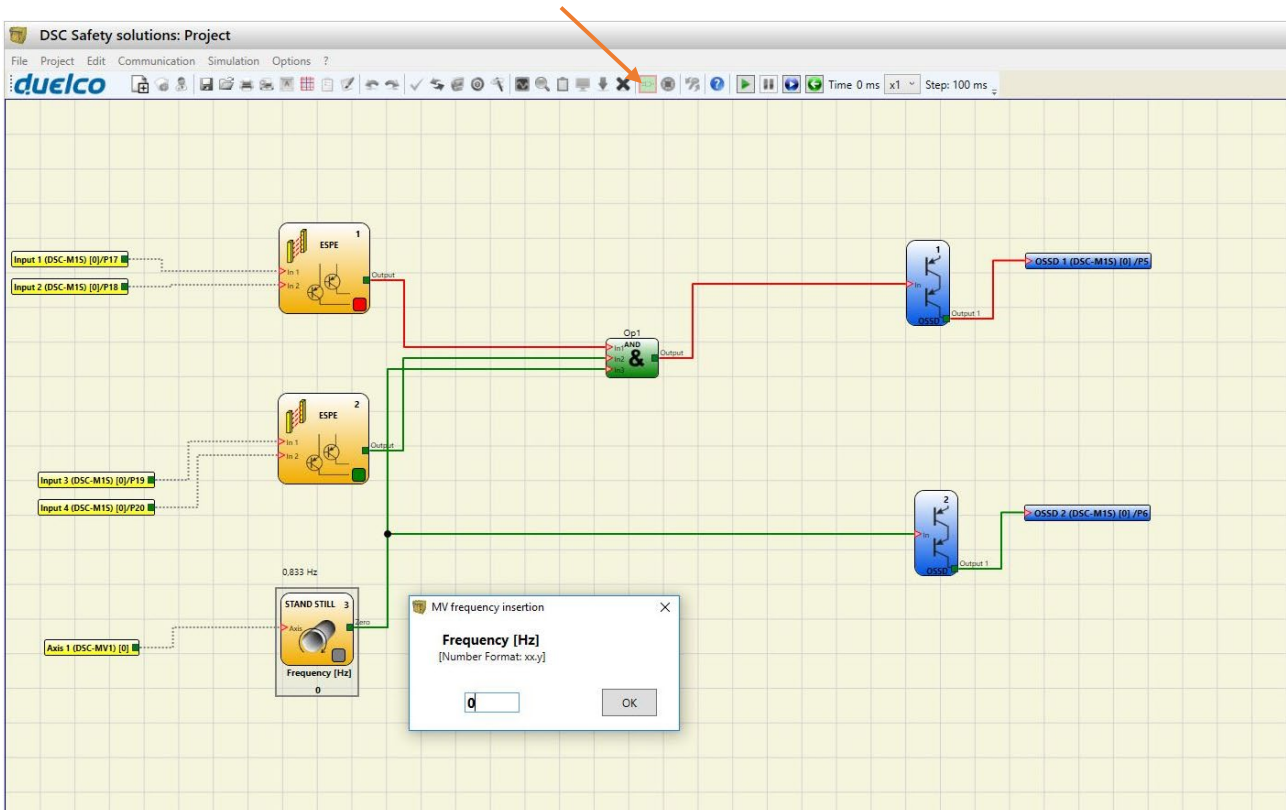 DSC Safety solutions: Project
File Project Edit Communication Simulation Options ?
duelco
Time 0 ms x1 Step: 100 ms
1
ESPE
Input 1 (DSC-M1S) [0]/P17
Input 2 (DSC-M1S) [0]/P18
In 1
In 2
Output
1
In
OSSD
Output 1
OSSD 1 (DSC-M1S) [0] /P5
Op1
AND
&
In1
In2
In3
Output
2
ESPE
In 1
In 2
Output
Input 3 (DSC-M1S) [0]/P19
Input 4 (DSC-M1S) [0]/P20
2
In
OSSD
Output 1
OSSD 2 (DSC-M1S) [0] /P6
0,833 Hz
STAND STILL 3
Axis
Zero
Frequency [Hz]
0
Axis 1 (DSC-MV1) [0]
MV frequency insertion
Frequency [Hz]
[Number Format: xx.y]
0
OK